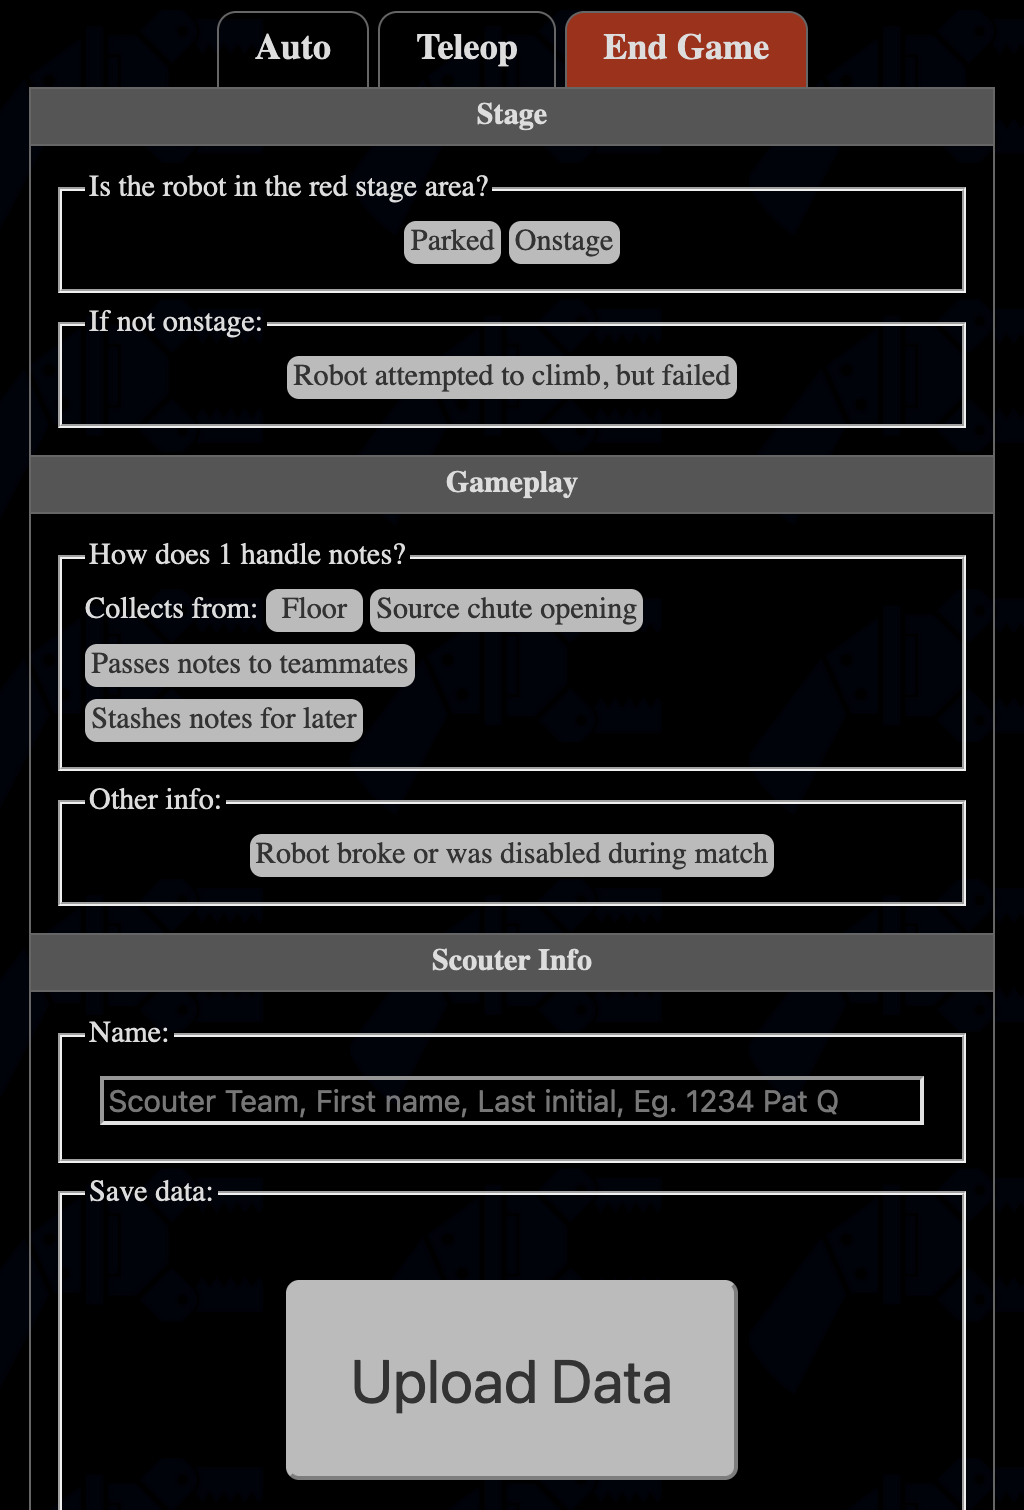 Auto Teleop End Game
Stage
Is the robot in the red stage area?
Parked Onstage
If not onstage:
Robot attempted to climb, but failed
Gameplay
How does 1 handle notes?
Collects from: Floor Source chute opening
Passes notes to teammates
Stashes notes for later
Other info:
Robot broke or was disabled during match
Scouter Info
Name:
Scouter Team, First name, Last initial, Eg. 1234 Pat Q
Save data:
Upload Data